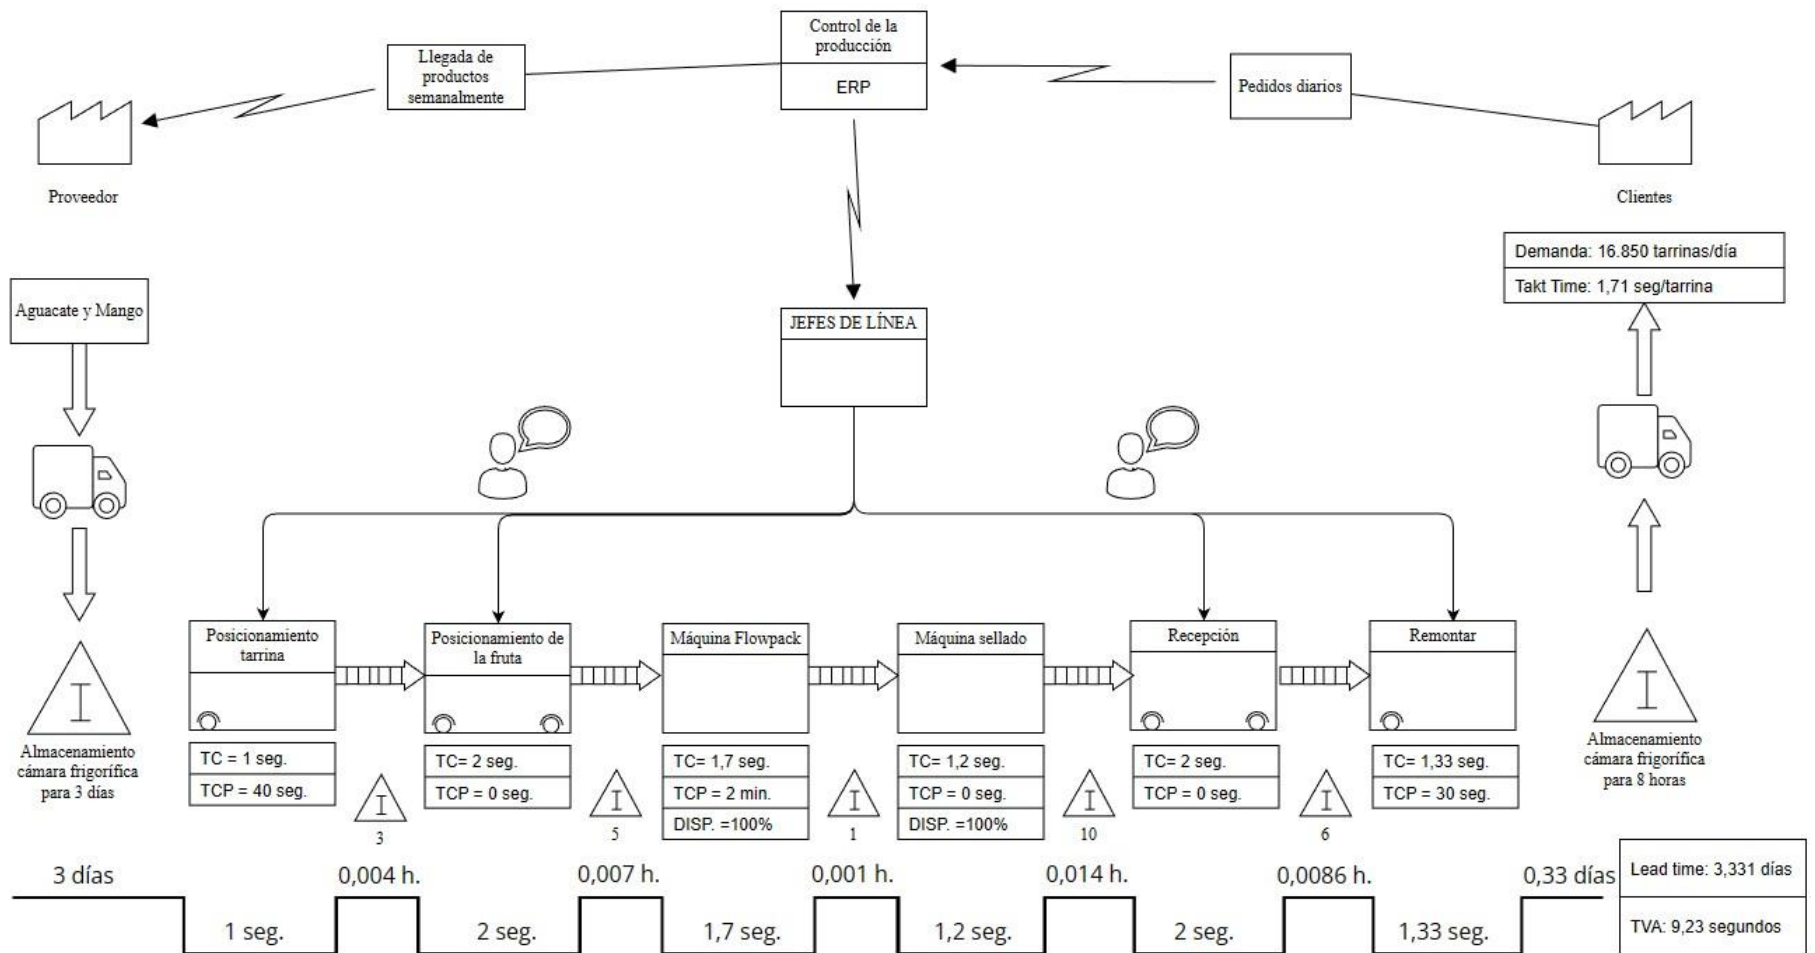 Control de la
producción
ERP
Llegada de
productos
semanalmente
Pedidos diarios
Proveedor
Clientes
Demanda: 16.850 tarrinas/día
Takt Time: 1,71 seg/tarrina
Aguacate y Mango
JEFES DE LÍNEA
Posicionamiento
tarrina
Posicionamiento de
la fruta
Máquina Flowpack
Máquina sellado
Recepción
Remontar
I
Almacenamiento
cámara frigorífica
para 3 días
TC = 1 seg.
TCP = 40 seg.
I
3
TC= 2 seg.
TCP = 0 seg.
I
5
TC= 1,7 seg.
TCP = 2 min.
DISP. =100%
I
1
TC= 1,2 seg.
TCP = 0 seg.
DISP. =100%
I
10
TC= 2 seg.
TCP = 0 seg.
I
6
TC= 1,33 seg.
TCP = 30 seg.
I
Almacenamiento
cámara frigorífica
para 8 horas
3 días
0,004 h.
0,007 h.
0,001 h.
0,014 h.
0,0086 h.
0,33 días
1 seg.
2 seg.
1,7 seg.
1,2 seg.
2 seg.
1,33 seg.
Lead time: 3,331 días
TVA: 9,23 segundos